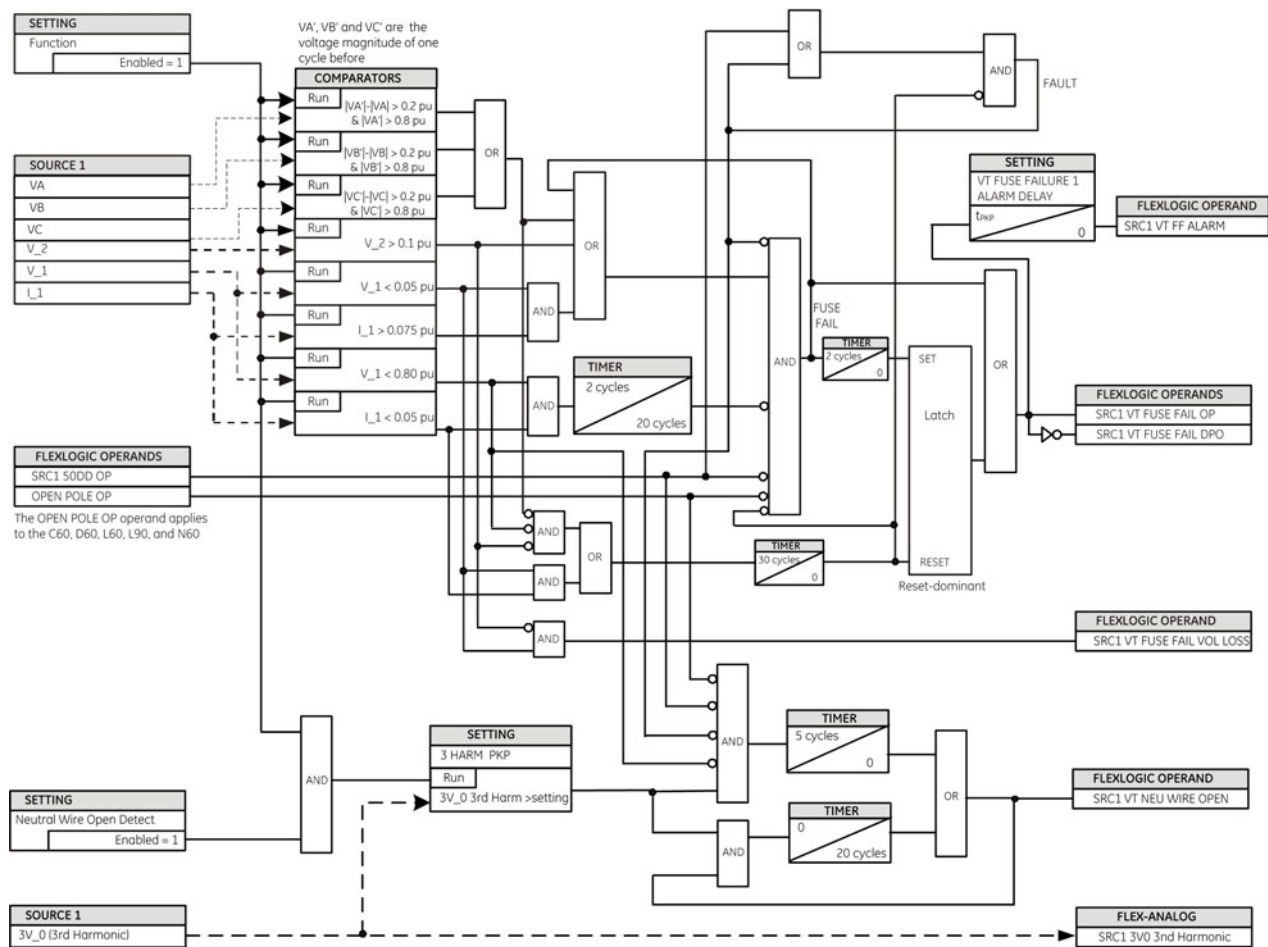 SETTING
Function
Enabled = 1
VA', VB' and VC' are the
voltage magnitude of one
cycle before
COMPARATORS
Run
|VA'|-|VA| > 0.2 pu
& |VA'| > 0.8 pu
Run
|VB'|-|VB| > 0.2 pu
& |VB'| > 0.8 pu
Run
|VC'|-|VC| > 0.2 pu
& |VC'| > 0.8 pu
Run
V_2 > 0.1 pu
Run
V_1 < 0.05 pu
Run
I_1 > 0.075 pu
Run
V_1 < 0.80 pu
Run
I_1 < 0.05 pu
SOURCE 1
VA
VB
VC
V_2
V_1
I_1
OR
OR
AND
FAULT
OR
AND
AND
TIMER
2 cycles
20 cycles
AND
FUSE
FAIL
TIMER
2 cycles
0
SET
Latch
RESET
Reset-dominant
OR
SETTING
VT FUSE FAILURE 1
ALARM DELAY
tPKP
0
FLEXLOGIC OPERAND
SRC1 VT FF ALARM
FLEXLOGIC OPERANDS
SRC1 VT FUSE FAIL OP
SRC1 VT FUSE FAIL DPO
FLEXLOGIC OPERANDS
SRC1 50DD OP
OPEN POLE OP
The OPEN POLE OP operand applies
to the C60, D60, L60, L90, and N60
AND
OR
AND
TIMER
30 cycles
0
AND
FLEXLOGIC OPERAND
SRC1 VT FUSE FAIL VOL LOSS
AND
SETTING
3 HARM PKP
Run
3V_0 3rd Harm >setting
AND
TIMER
5 cycles
0
AND
TIMER
0
20 cycles
OR
FLEXLOGIC OPERAND
SRC1 VT NEU WIRE OPEN
SETTING
Neutral Wire Open Detect
Enabled = 1
SOURCE 1
3V_0 (3rd Harmonic)
FLEX-ANALOG
SRC1 3V0 3nd Harmonic